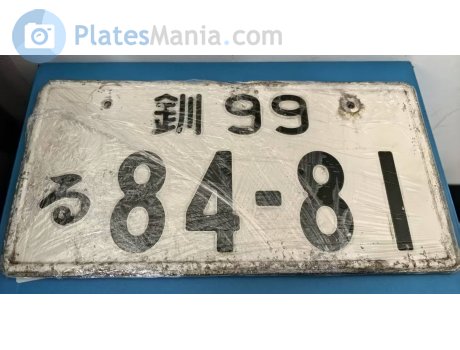 PlatesMania.com
釧 99
る 84-81